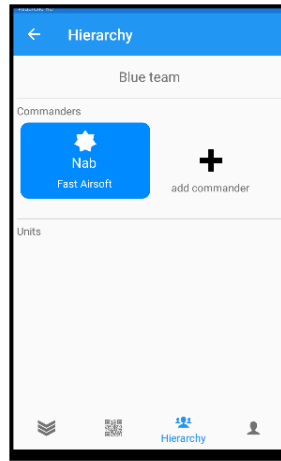 Hierarchy
Blue team
Commanders
Nab
Fast Airsoft
add commander
Units
Hierarchy